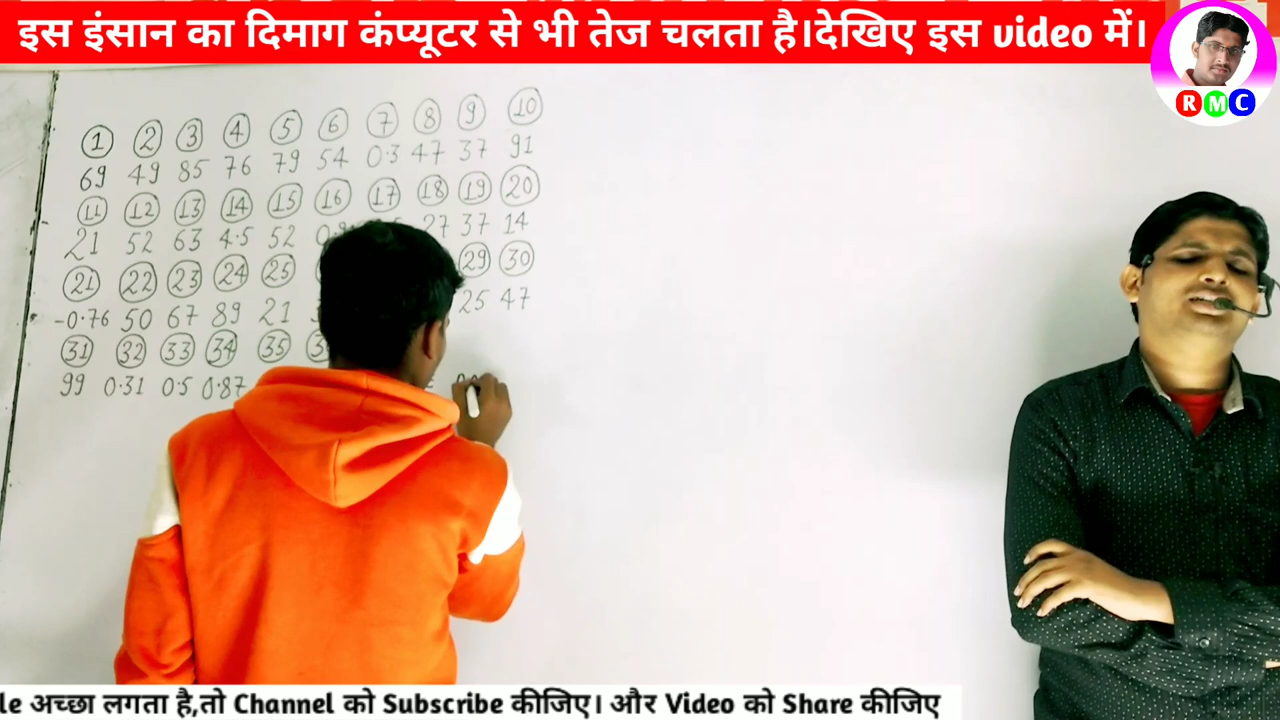 इस इंसान का दिमाग कंप्यूटर से भी तेज चलता है।देखिए इस video में।
R M C
1 2 3 4 5 6 7 8 9 10
69 49 85 76 79 54 0.3 47 37 91
11 12 13 14 15 16 17 18 19 20
21 52 63 4.5 52 27 37 14
21 22 23 24 25 29 30
-0.76 50 67 89 21 25 47
31 32 33 34 35
99 0.31 0.5 0.87
le अच्छा लगता है,तो Channel को Subscribe कीजिए। और Video को Share कीजिए